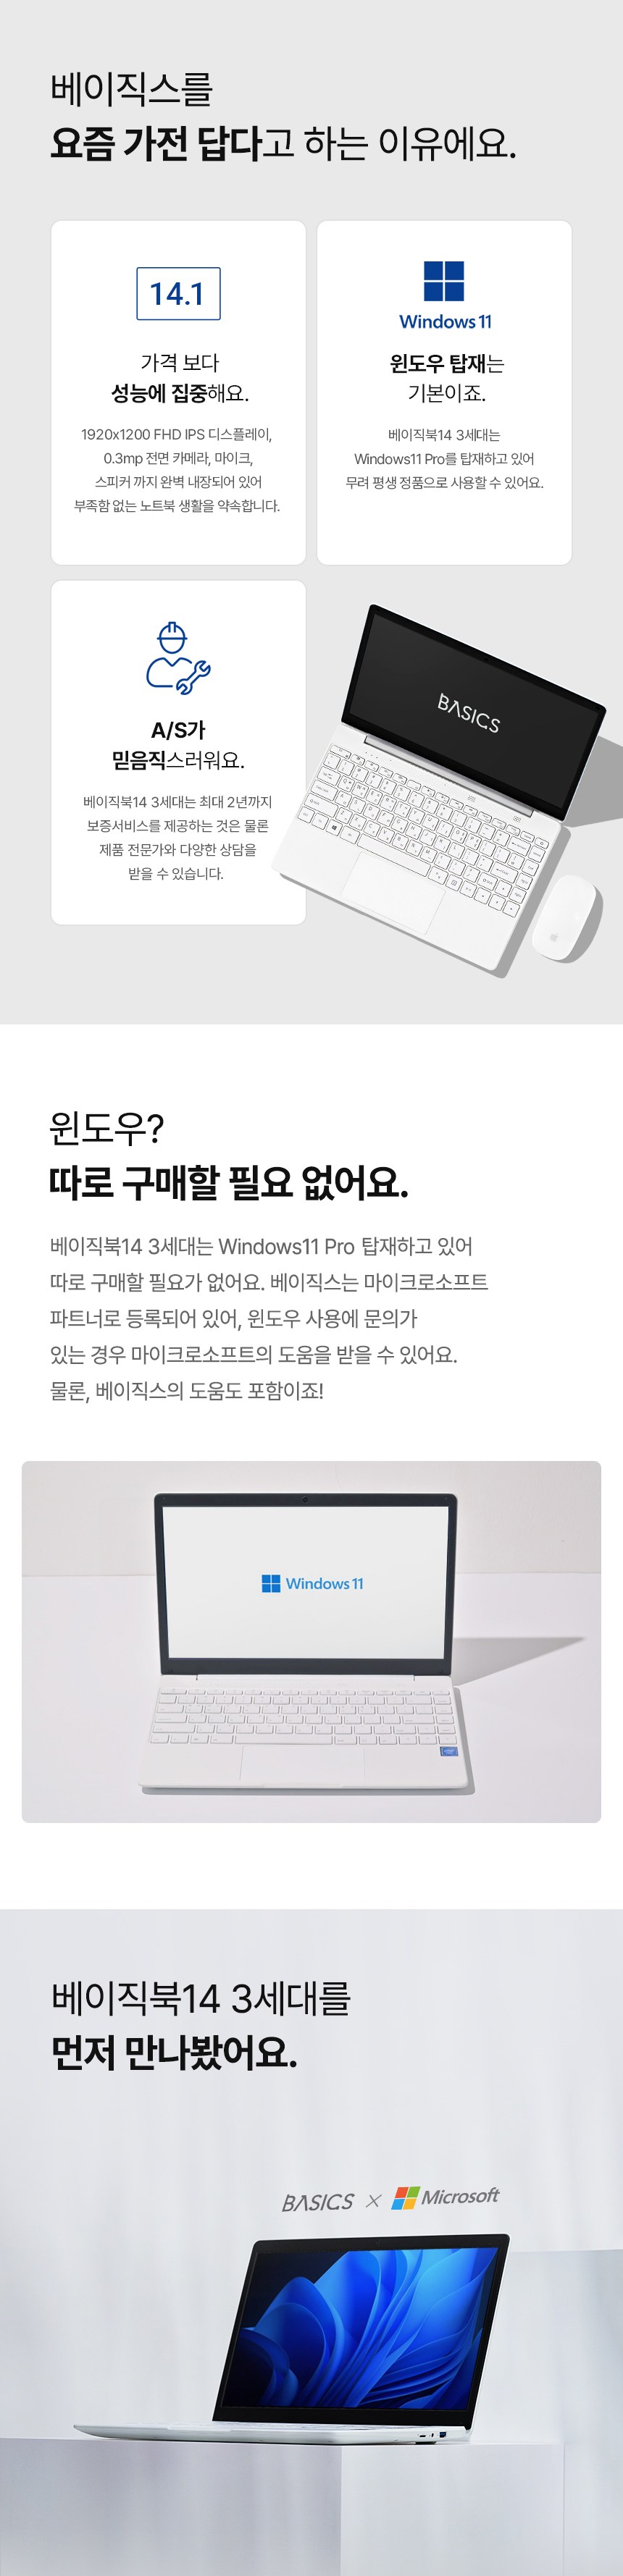 베이직스를
요즘 가전 답다고 하는 이유에요.
14.1
가격 보다
성능에 집중해요.
1920x1200 FHD IPS 디스플레이,
0.3mp 전면 카메라, 마이크,
스피커 까지 완벽 내장되어 있어
부족함 없는 노트북 생활을 약속합니다.
Windows 11
윈도우 탑재는
기본이죠.
베이직북14 3세대는
Windows11 Pro를 탑재하고 있어
무려 평생 정품으로 사용할 수 있어요.
A/S가
믿음직스러워요.
베이직북14 3세대는 최대 2년까지
보증서비스를 제공하는 것은 물론
제품 전문가와 다양한 상담을
받을 수 있습니다.
BASICS
윈도우?
따로 구매할 필요 없어요.
베이직북14 3세대는 Windows11 Pro 탑재하고 있어
따로 구매할 필요가 없어요. 베이직스는 마이크로소프트
파트너로 등록되어 있어, 윈도우 사용에 문의가
있는 경우 마이크로소프트의 도움을 받을 수 있어요.
물론, 베이직스의 도움도 포함이죠!
Windows 11
베이직북14 3세대를
먼저 만나봤어요.
BASICS × Microsoft